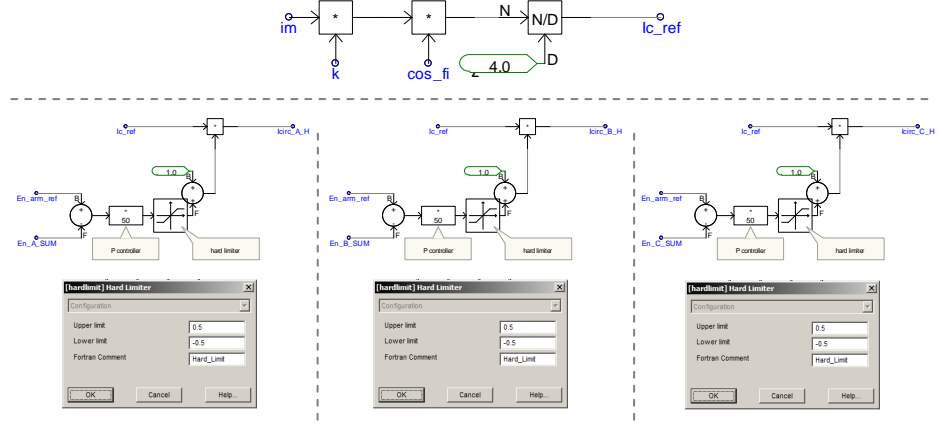 * * N N/D
im Ic_ref
4.0 D
k cos_fi
Ic_ref * Icirc_A_H
1.0 B
+
+
En_arm_ref B
+ * F
- 50
En_A_SUM F
P controller hard limiter
[hardlimit] Hard Limiter
Configuration
Upper limit 0.5
Lower limit -0.5
Fortran Comment Hard_Limit
OK Cancel Help...
Ic_ref * Icirc_B_H
1.0 B
+
+
En_arm_ref B
+ * F
- 50
En_B_SUM F
P controller hard limiter
[hardlimit] Hard Limiter
Configuration
Upper limit 0.5
Lower limit -0.5
Fortran Comment Hard_Limit
OK Cancel Help...
Ic_ref * Icirc_C_H
1.0 B
+
+
En_arm_ref B
+ * F
- 50
En_C_SUM F
P controller hard limiter
[hardlimit] Hard Limiter
Configuration
Upper limit 0.5
Lower limit -0.5
Fortran Comment Hard_Limit
OK Cancel Help...